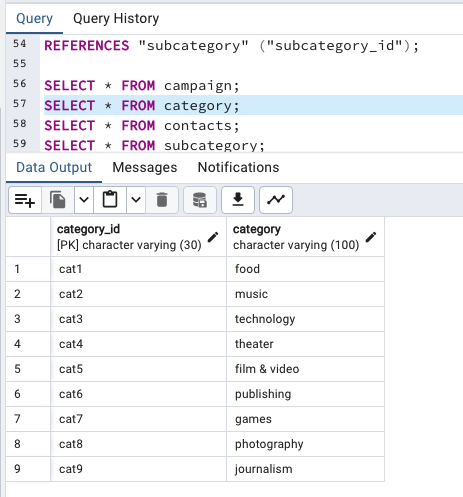 Query Query History
54 REFERENCES "subcategory" ("subcategory_id");
55
56 SELECT * FROM campaign;
57 SELECT * FROM category;
58 SELECT * FROM contacts;
59 SELECT * FROM subcategory;
Data Output Messages Notifications
category_id category
[PK] character varying (30) character varying (100)
1 cat1 food
2 cat2 music
3 cat3 technology
4 cat4 theater
5 cat5 film & video
6 cat6 publishing
7 cat7 games
8 cat8 photography
9 cat9 journalism